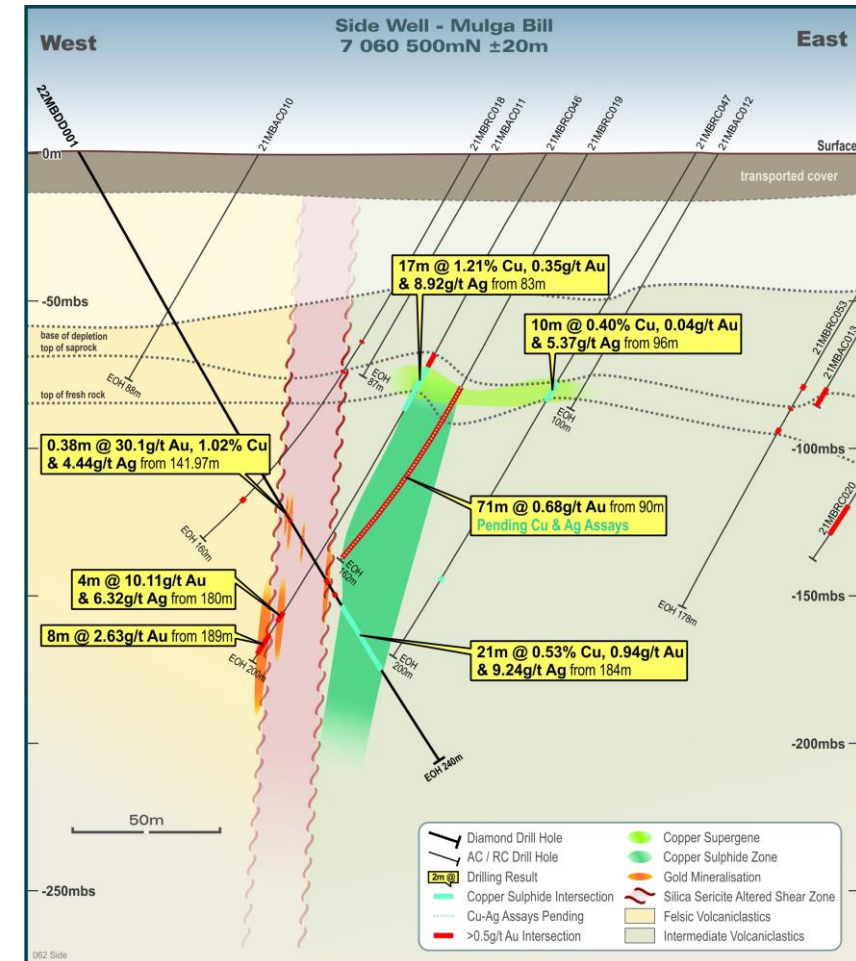 Side Well - Mulga Bill
7 060 500mN ±20m
West
East
22MBDD001
21MBAC010
21MBRC018
21MBAC011
21MBRC046
21MBRC019
21MBRC047
21MBAC012
0m
Surface
transported cover
17m @ 1.21% Cu, 0.35g/t Au
& 8.92g/t Ag from 83m
-50mbs
-50mbs
10m @ 0.40% Cu, 0.04g/t Au
& 5.37g/t Ag from 96m
21MBRC053
21MBAC013
base of depletion
top of saprock
EOH 88m
EOH
87m
top of fresh rock
EOH
100m
0.38m @ 30.1g/t Au, 1.02% Cu
& 4.44g/t Ag from 141.97m
-100mbs
-100mbs
71m @ 0.68g/t Au from 90m
Pending Cu & Ag Assays
21MBRC020
EOH 160m
EOH
162m
EOH 15m
4m @ 10.11g/t Au
& 6.32g/t Ag from 180m
-150mbs
-150mbs
EOH 178m
8m @ 2.63g/t Au from 189m
EOH 200m
EOH
200m
21m @ 0.53% Cu, 0.94g/t Au
& 9.24g/t Ag from 184m
-200mbs
-200mbs
EOH 240m
50m
-250mbs
Diamond Drill Hole
AC / RC Drill Hole
2m @
Drilling Result
Copper Sulphide Intersection
Cu-Ag Assays Pending
>0.5g/t Au Intersection
Copper Supergene
Copper Sulphide Zone
Gold Mineralisation
Silica Sericite Altered Shear Zone
Felsic Volcaniclastics
Intermediate Volcaniclastics
062 Side